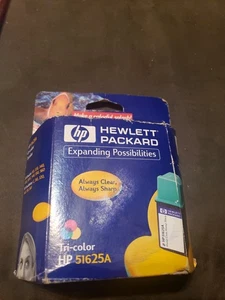 hp
HEWLETT
PACKARD
Expanding Possibilities
Always Clear,
Always Sharp.
Tri-color
HP 51625A